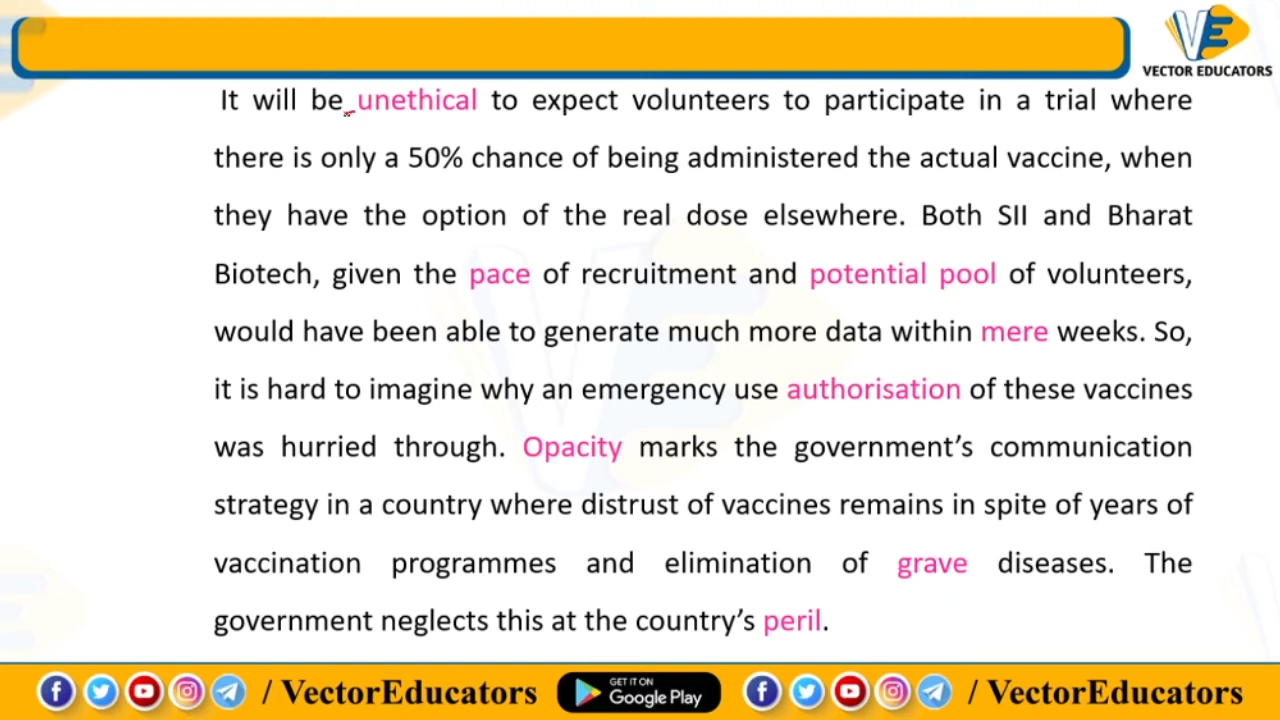 VE
VECTOR EDUCATORS
It will be unethical to expect volunteers to participate in a trial where
there is only a 50% chance of being administered the actual vaccine, when
they have the option of the real dose elsewhere. Both SII and Bharat
Biotech, given the pace of recruitment and potential pool of volunteers,
would have been able to generate much more data within mere weeks. So,
it is hard to imagine why an emergency use authorisation of these vaccines
was hurried through. Opacity marks the government’s communication
strategy in a country where distrust of vaccines remains in spite of years of
vaccination programmes and elimination of grave diseases. The
government neglects this at the country’s peril.
/ VectorEducators GET IT ON Google Play / VectorEducators